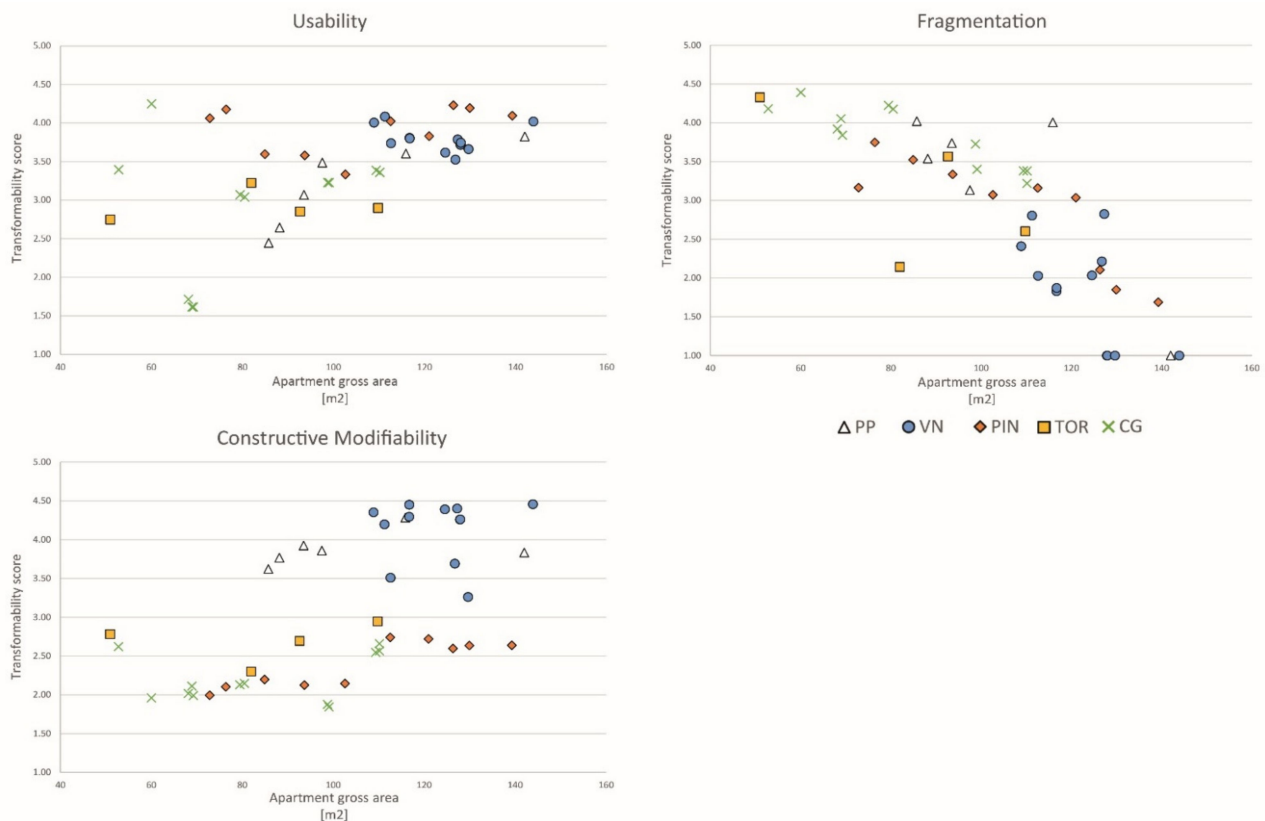 Usability
5.00
4.50
4.00
3.50
3.00
2.50
2.00
1.50
1.00
Transformability score
40 60 80 100 120 140 160
Apartment gross area
[m2]
Fragmentation
5.00
4.50
4.00
3.50
3.00
2.50
2.00
1.50
1.00
Tranasformability score
40 60 80 100 120 140 160
Apartment gross area
[m2]
PP VN PIN TOR CG
Constructive Modifiability
5.00
4.50
4.00
3.50
3.00
2.50
2.00
1.50
1.00
Transformability score
40 60 80 100 120 140 160
Apartment gross area
[m2]